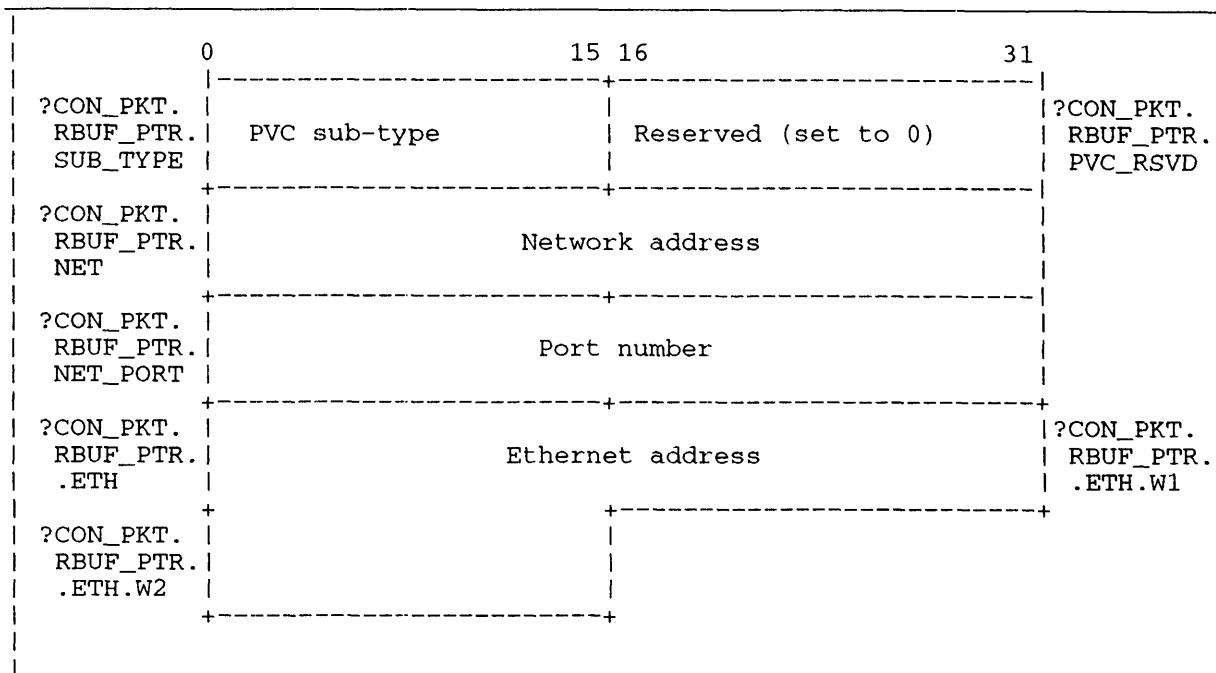 0 15 16 31
?CON_PKT. ?CON_PKT.
RBUF_PTR. PVC sub-type Reserved (set to 0) RBUF_PTR.
SUB_TYPE PVC_RSVD
?CON_PKT.
RBUF_PTR. Network address
NET
?CON_PKT.
RBUF_PTR. Port number
NET_PORT
?CON_PKT. ?CON_PKT.
RBUF_PTR. Ethernet address RBUF_PTR.
.ETH .ETH.W1
?CON_PKT.
RBUF_PTR.
.ETH.W2